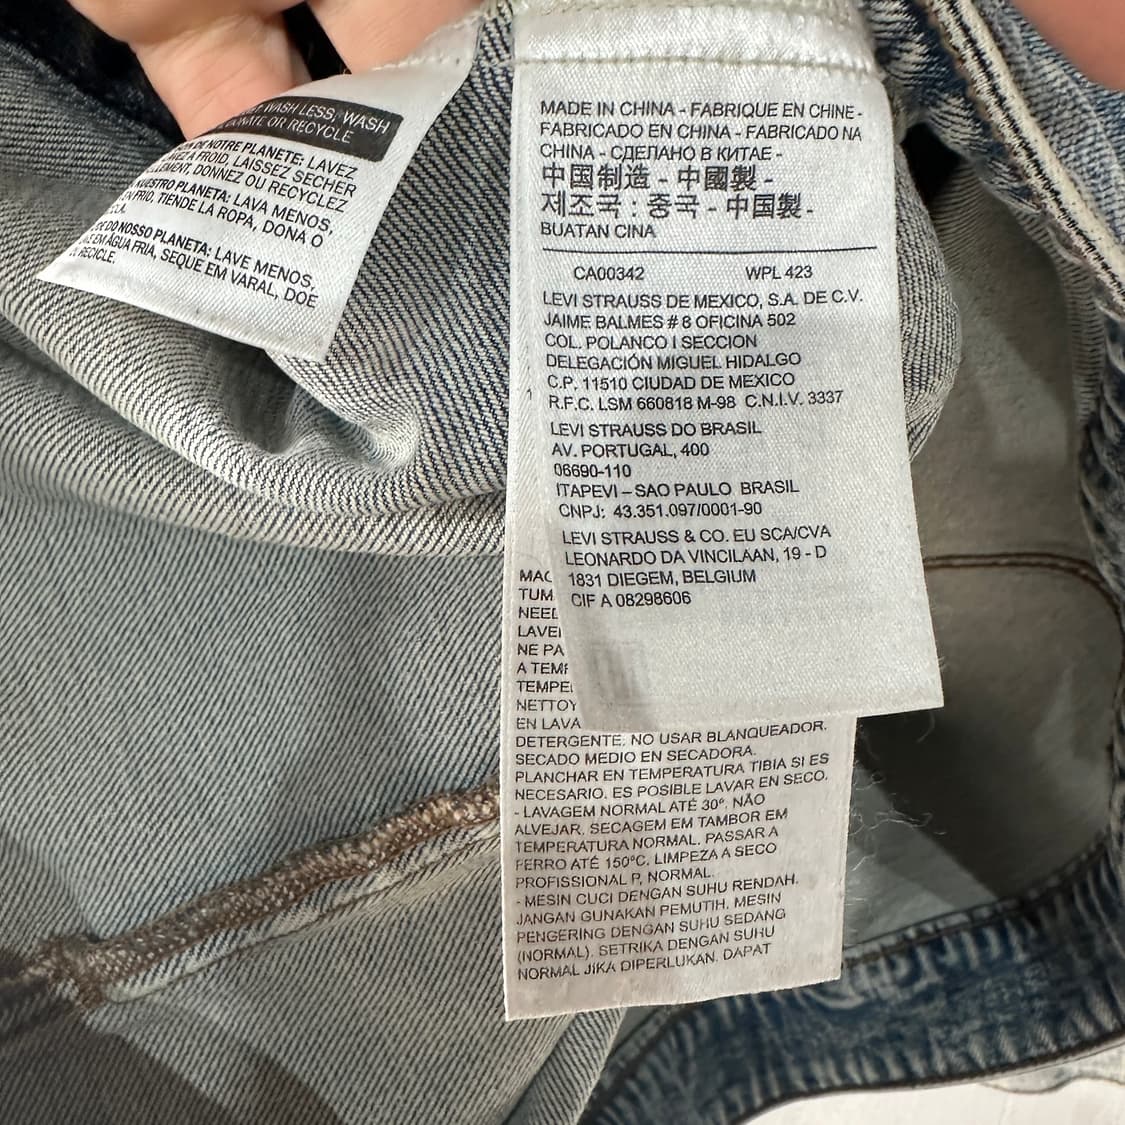 WASH LESS, WASH
DONATE OR RECYCLE
DE NOTRE PLANETE: LAVEZ
A FROID, LAISSEZ SECHER
DONNEZ OU RECYCLEZ
NUESTRO PLANETA: LAVA MENOS,
EN FRIO, TIENDE LA ROPA, DONA O
DO NOSSO PLANETA: LAVE MENOS,
EM AGUA FRIA, SEQUE EM VARAL, DOE
RECICLE.
MADE IN CHINA - FABRIQUE EN CHINE -
FABRICADO EN CHINA - FABRICADO NA
CHINA - СДЕЛАНО В КИТАЕ -
中国制造 - 中國製 -
제조국 : 중국 - 中国製 -
BUATAN CINA
CA00342 WPL 423
LEVI STRAUSS DE MEXICO, S.A. DE C.V.
JAIME BALMES # 8 OFICINA 502
COL. POLANCO I SECCION
DELEGACIÓN MIGUEL HIDALGO
C.P. 11510 CIUDAD DE MEXICO
R.F.C. LSM 660818 M-98 C.N.I.V. 3337
LEVI STRAUSS DO BRASIL
AV. PORTUGAL, 400
06690-110
ITAPEVI – SAO PAULO BRASIL
CNPJ: 43.351.097/0001-90
LEVI STRAUSS & CO. EU SCA/CVA
LEONARDO DA VINCILAAN, 19 - D
1831 DIEGEM, BELGIUM
CIF A 08298606
NE PA
EN LAVA
DETERGENTE. NO USAR BLANQUEADOR.
SECADO MEDIO EN SECADORA.
PLANCHAR EN TEMPERATURA TIBIA SI ES
NECESARIO. ES POSIBLE LAVAR EN SECO.
- LAVAGEM NORMAL ATÉ 30º. NÃO
ALVEJAR. SECAGEM EM TAMBOR EM
TEMPERATURA NORMAL. PASSAR A
FERRO ATÉ 150ºC. LIMPEZA A SECO
PROFISSIONAL P, NORMAL.
- MESIN CUCI DENGAN SUHU RENDAH.
JANGAN GUNAKAN PEMUTIH. MESIN
PENGERING DENGAN SUHU SEDANG
(NORMAL). SETRIKA DENGAN SUHU
NORMAL JIKA DIPERLUKAN. DAPAT